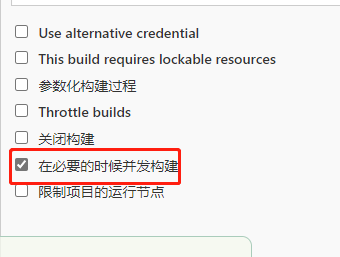 Use alternative credential
This build requires lockable resources
参数化构建过程
Throttle builds
关闭构建
在必要的时候并发构建
限制项目的运行节点